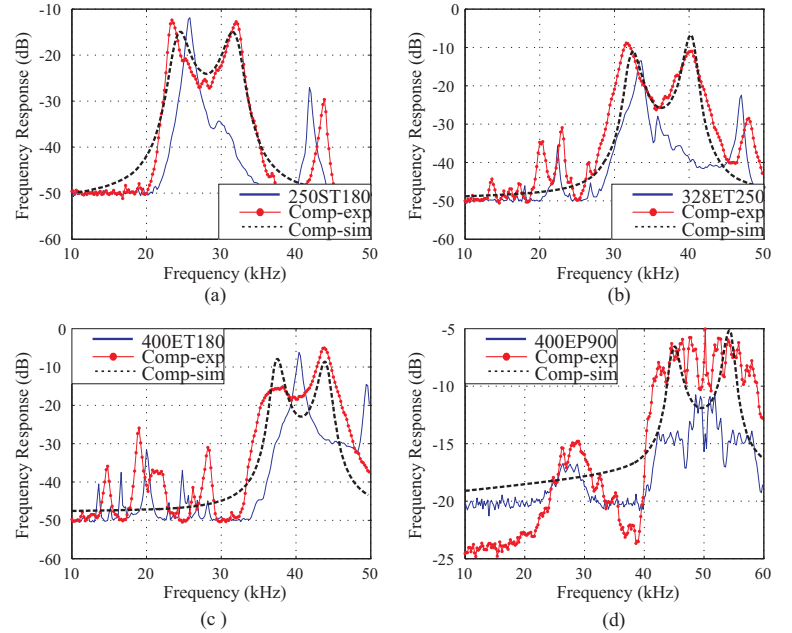 -10
-20
-30
-40
-50
-60
10 20 30 40 50
Frequency Response (dB)
Frequency (kHz)
250ST180
Comp-exp
Comp-sim
(a)
0
-10
-20
-30
-40
-50
-60
10 20 30 40 50
Frequency Response (dB)
Frequency (kHz)
328ET250
Comp-exp
Comp-sim
(b)
0
-10
-20
-30
-40
-50
-60
10 20 30 40 50
Frequency Response (dB)
Frequency (kHz)
400ET180
Comp-exp
Comp-sim
(c )
-5
-10
-15
-20
-25
10 20 30 40 50 60
Frequency Response (dB)
Frequency (kHz)
400EP900
Comp-exp
Comp-sim
(d)